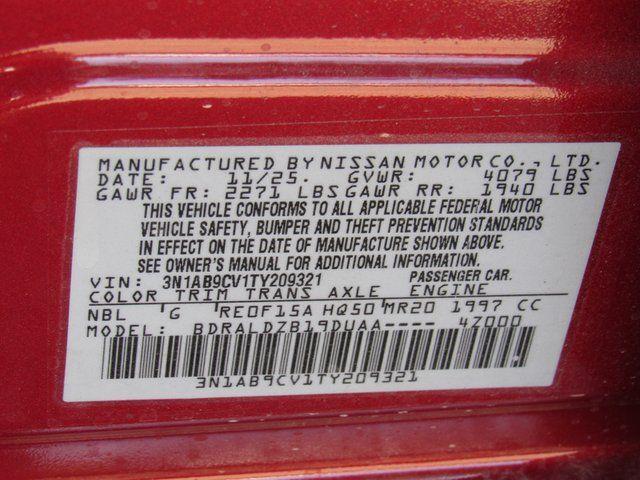 MANUFACTURED BY NISSAN MOTOR CO., LTD.
DATE: 11/25. GVWR: 4079 LBS
GAWR FR: 2271 LBS GAWR RR: 1940 LBS
THIS VEHICLE CONFORMS TO ALL APPLICABLE FEDERAL MOTOR
VEHICLE SAFETY, BUMPER AND THEFT PREVENTION STANDARDS
IN EFFECT ON THE DATE OF MANUFACTURE SHOWN ABOVE.
SEE OWNER'S MANUAL FOR ADDITIONAL INFORMATION.
VIN: 3N1AB9CV1TY209321 PASSENGER CAR.
COLOR TRIM TRANS AXLE ENGINE
NBL G RE0F15A HQ50 MR20 1997 CC
MODEL: BDRALDZB19DUAA---- 4Z000
3N1AB9CV1TY209321